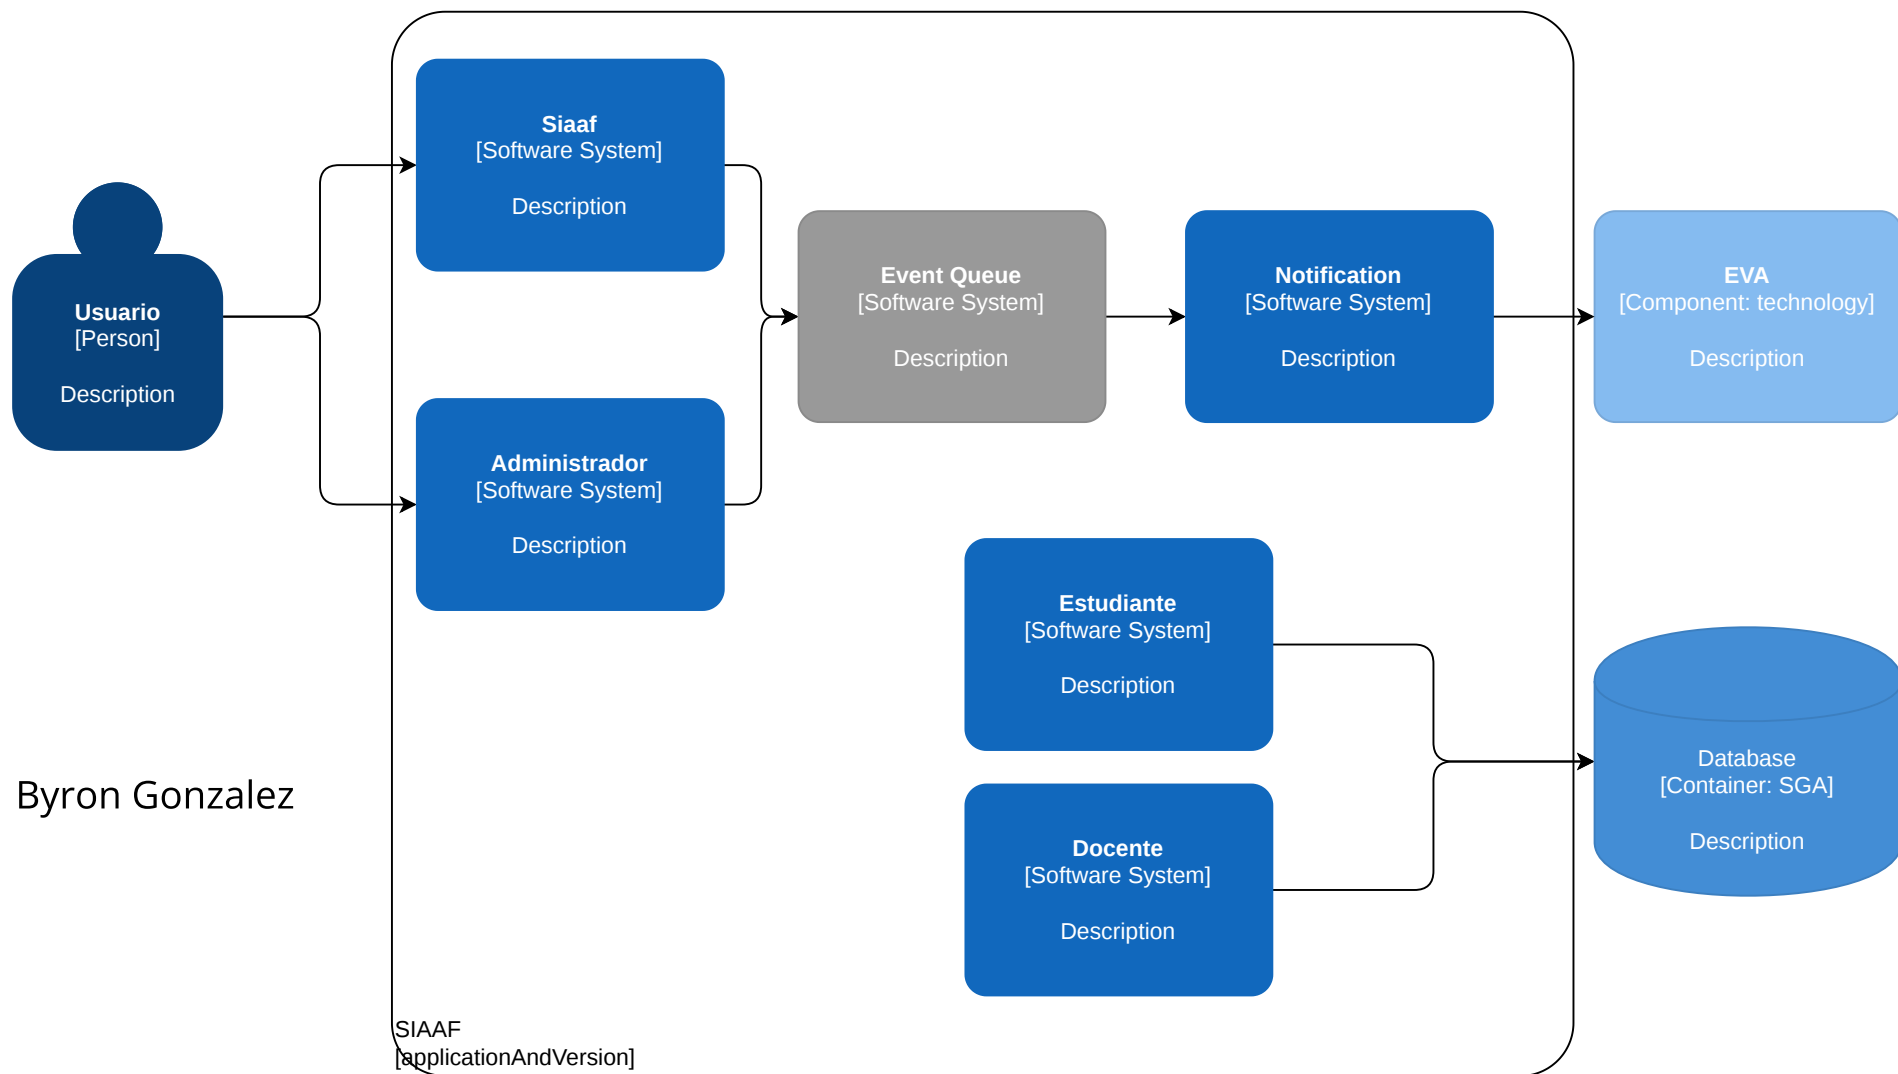 Siaaf
[Software System]
Description
Usuario
[Person]
Description
Administrador
[Software System]
Description
Event Queue
[Software System]
Description
Notification
[Software System]
Description
EVA
[Component: technology]
Description
Estudiante
[Software System]
Description
Docente
[Software System]
Description
Database
[Container: SGA]
Description
Byron Gonzalez
SIAAF
[applicationAndVersion]